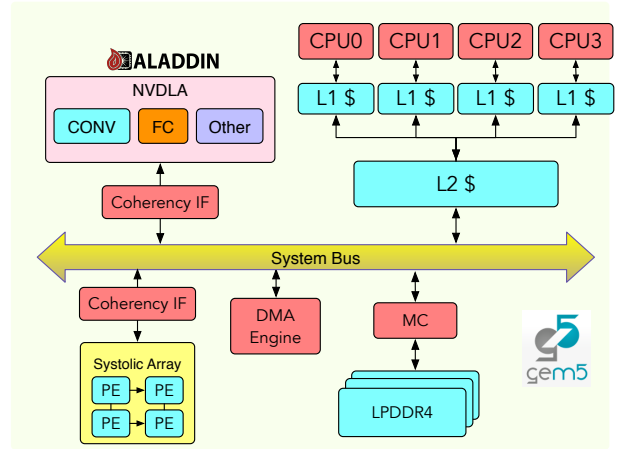 ALADDIN
NVDLA
CONV
FC
Other
Coherency IF
CPU0
CPU1
CPU2
CPU3
L1 $
L1 $
L1 $
L1 $
L2 $
System Bus
Coherency IF
Systolic Array
PE
PE
PE
PE
DMA
Engine
MC
LPDDR4
g5
gem5